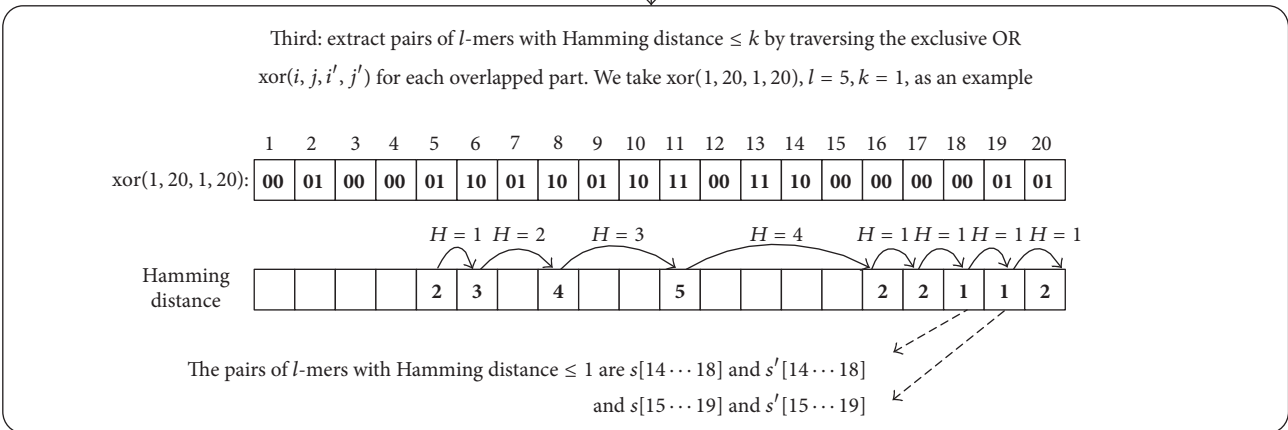 Third: extract pairs of l-mers with Hamming distance ≤ k by traversing the exclusive OR
xor(i, j, i′, j′) for each overlapped part. We take xor(1, 20, 1, 20), l = 5, k = 1, as an example
1 2 3 4 5 6 7 8 9 10 11 12 13 14 15 16 17 18 19 20
xor(1, 20, 1, 20): 00 01 00 00 01 10 01 10 01 10 11 00 11 10 00 00 00 00 01 01
H = 1 H = 2 H = 3 H = 4 H = 1 H = 1 H = 1 H = 1
Hamming
distance
2 3 4 5 2 2 1 1 2
The pairs of l-mers with Hamming distance ≤ 1 are s[14 ⋯ 18] and s′[14 ⋯ 18]
and s[15 ⋯ 19] and s′[15 ⋯ 19]